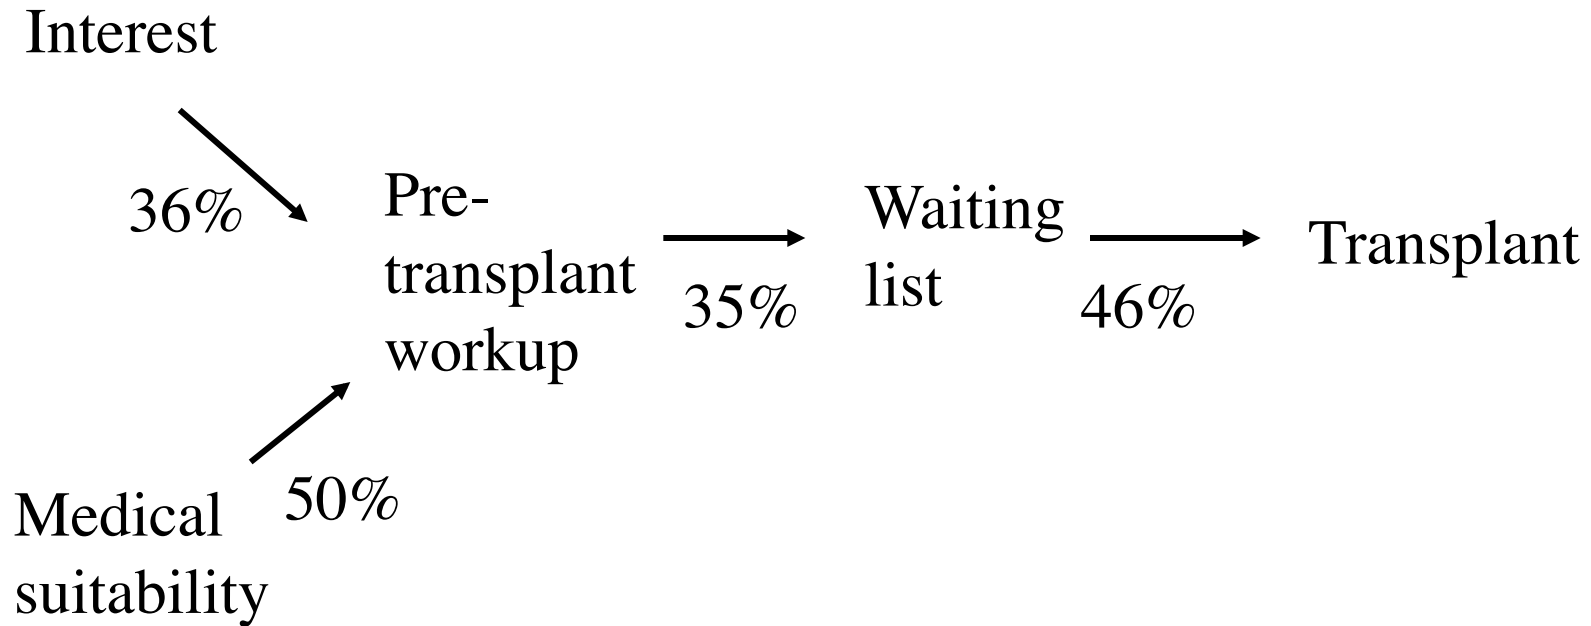 Interest
36%
Pre-
transplant
workup
35%
Waiting
list
46%
Transplant
50%
Medical
suitability